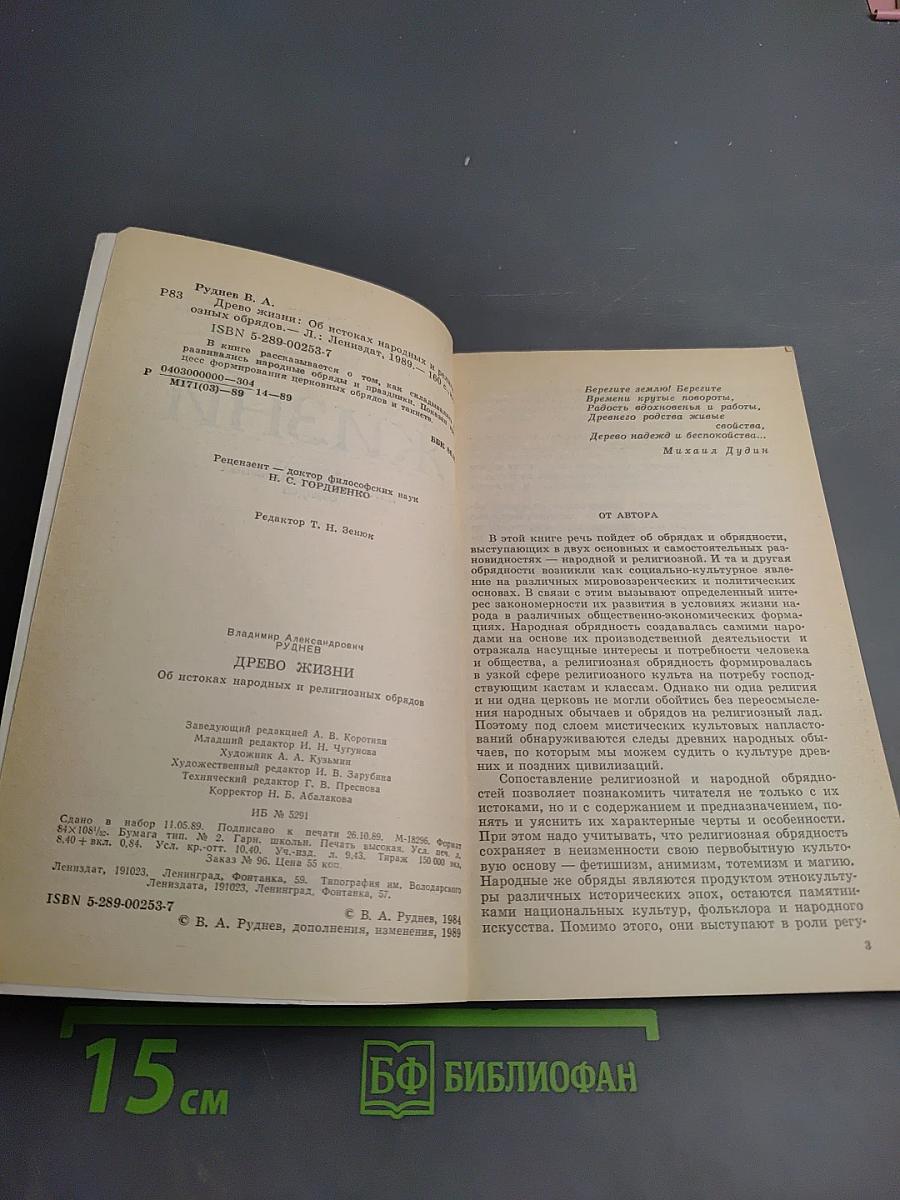 Руднев В. А.
Р83
Древо жизни: Об истоках народных и
озных обрядов.— Л.: Лениздат, 1989.— 160 с.
ISBN 5-289-00253-7
В книге рассказывается о том, как складывались
развивались народные обряды и праздники. Показан
цесс формирования церковных обрядов и таинств.
Р 0403000000—304
М171(03)—89
14—89
ББК
Рецензент — доктор философских наук
Н. С. ГОРДИЕНКО
Редактор Т. Н. Зенюк
Владимир Александрович
РУДНЕВ
ДРЕВО ЖИЗНИ
Об истоках народных и религиозных обрядов
Заведующий редакцией А. В. Коротнян
Младший редактор И. Н. Чугунова
Художник А. А. Кузьмин
Художественный редактор И. В. Зарубина
Технический редактор Г. В. Преснова
Корректор Н. Б. Абалакова
ИБ № 5291
Сдано в набор 11.05.89. Подписано к печати 26.10.89. М-18296. Формат
84×108¹/₃₂. Бумага тип. № 2. Гарн. школьн. Печать высокая. Усл. печ. л.
8,40 + вкл. 0,84. Усл. кр.-отт. 10,40. Уч.-изд. л. 9,43. Тираж 150 000 экз.
Заказ № 96. Цена 55 коп.
Лениздат, 191023, Ленинград, Фонтанка, 59. Типография им. Володарского
Лениздата, 191023, Ленинград, Фонтанка, 57.
ISBN 5-289-00253-7
© В. А. Руднев, 1984
© В. А. Руднев, дополнения, изменения, 1989
Берегите землю! Берегите
Времени крутые повороты,
Радость вдохновенья и работы,
Древнего родства живые
свойства,
Дерево надежд и беспокойства...
Михаил Дудин
ОТ АВТОРА
В этой книге речь пойдет об обрядах и обрядности,
выступающих в двух основных и самостоятельных раз-
новидностях — народной и религиозной. И та и другая
обрядности возникли как социально-культурное явле-
ние на различных мировоззренческих и политических
основах. В связи с этим вызывают определенный инте-
рес закономерности их развития в условиях жизни на-
рода в различных общественно-экономических форма-
циях. Народная обрядность создавалась самими наро-
дами на основе их производственной деятельности и
отражала насущные интересы и потребности человека
и общества, а религиозная обрядность формировалась
в узкой сфере религиозного культа на потребу господ-
ствующим кастам и классам. Однако ни одна религия
и ни одна церковь не могли обойтись без переосмысле-
ния народных обычаев и обрядов на религиозный лад.
Поэтому под слоем мистических культовых напласто-
ваний обнаруживаются следы древних народных обы-
чаев, по которым мы можем судить о культуре древ-
них и поздних цивилизаций.
Сопоставление религиозной и народной обрядно-
стей позволяет познакомить читателя не только с их
истоками, но и с содержанием и предназначением, по-
нять и уяснить их характерные черты и особенности.
При этом надо учитывать, что религиозная обрядность
сохраняет в неизменности свою первобытную культо-
вую основу — фетишизм, анимизм, тотемизм и магию.
Народные же обряды являются продуктом этнокульту-
ры различных исторических эпох, остаются памятни-
ками национальных культур, фольклора и народного
искусства. Помимо этого, они выступают в роли регу-
3
15 см
БФ БИБЛИОФАН